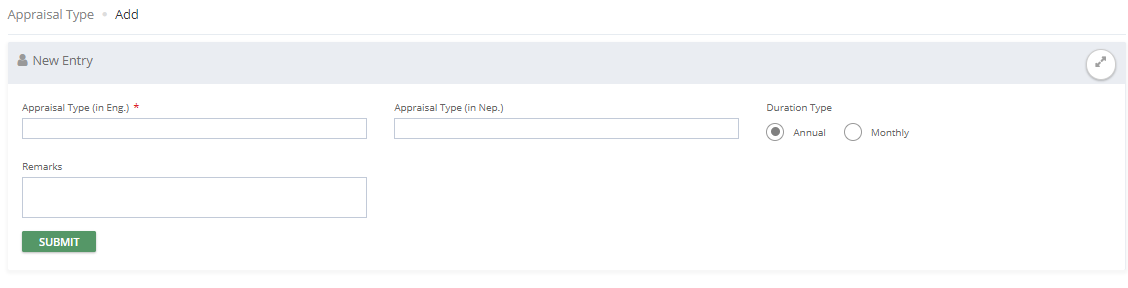 Appraisal Type • Add
New Entry
Appraisal Type (in Eng.) *
Appraisal Type (in Nep.)
Duration Type
Annual
Monthly
Remarks
SUBMIT